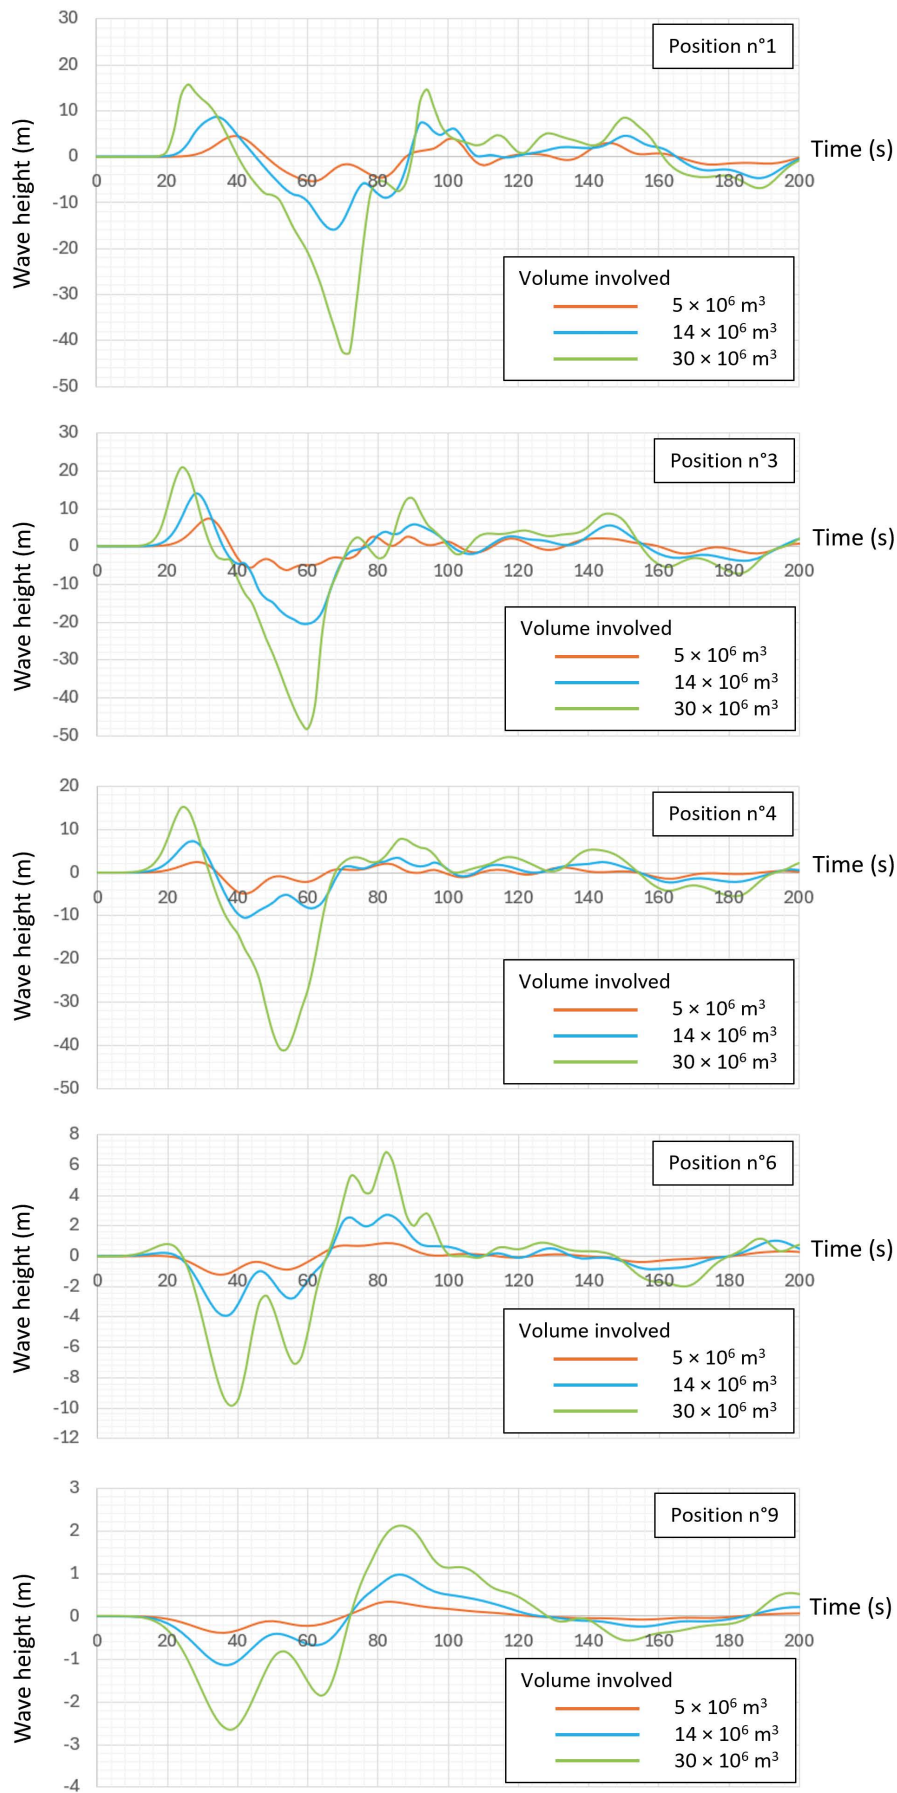 30
Position n°1
20
10
0
Time (s)
0 20 40 60 80 100 120 140 160 180 200
-10
-20
-30
-40
-50
Wave height (m)
Volume involved
5 × 10⁶ m³
14 × 10⁶ m³
30 × 10⁶ m³
30
Position n°3
20
10
0
Time (s)
0 20 40 60 80 100 120 140 160 180 200
-10
-20
-30
-40
-50
Wave height (m)
Volume involved
5 × 10⁶ m³
14 × 10⁶ m³
30 × 10⁶ m³
20
Position n°4
10
0
Time (s)
0 20 40 60 80 100 120 140 160 180 200
-10
-20
-30
-40
-50
Wave height (m)
Volume involved
5 × 10⁶ m³
14 × 10⁶ m³
30 × 10⁶ m³
8
Position n°6
6
4
2
0
Time (s)
0 20 40 60 80 100 120 140 160 180 200
-2
-4
-6
-8
-10
-12
Wave height (m)
Volume involved
5 × 10⁶ m³
14 × 10⁶ m³
30 × 10⁶ m³
3
Position n°9
2
1
0
Time (s)
0 20 40 60 80 100 120 140 160 180 200
-1
-2
-3
-4
Wave height (m)
Volume involved
5 × 10⁶ m³
14 × 10⁶ m³
30 × 10⁶ m³